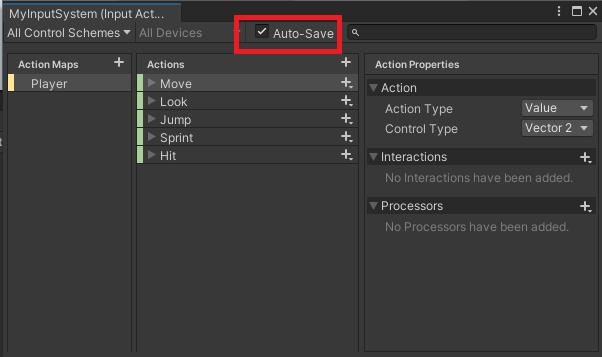 MyInputSystem (Input Act...
All Control Schemes All Devices Auto-Save
Action Maps
Player
Actions
Move
Look
Jump
Sprint
Hit
Action Properties
Action
Action Type Value
Control Type Vector 2
Interactions
No Interactions have been added.
Processors
No Processors have been added.